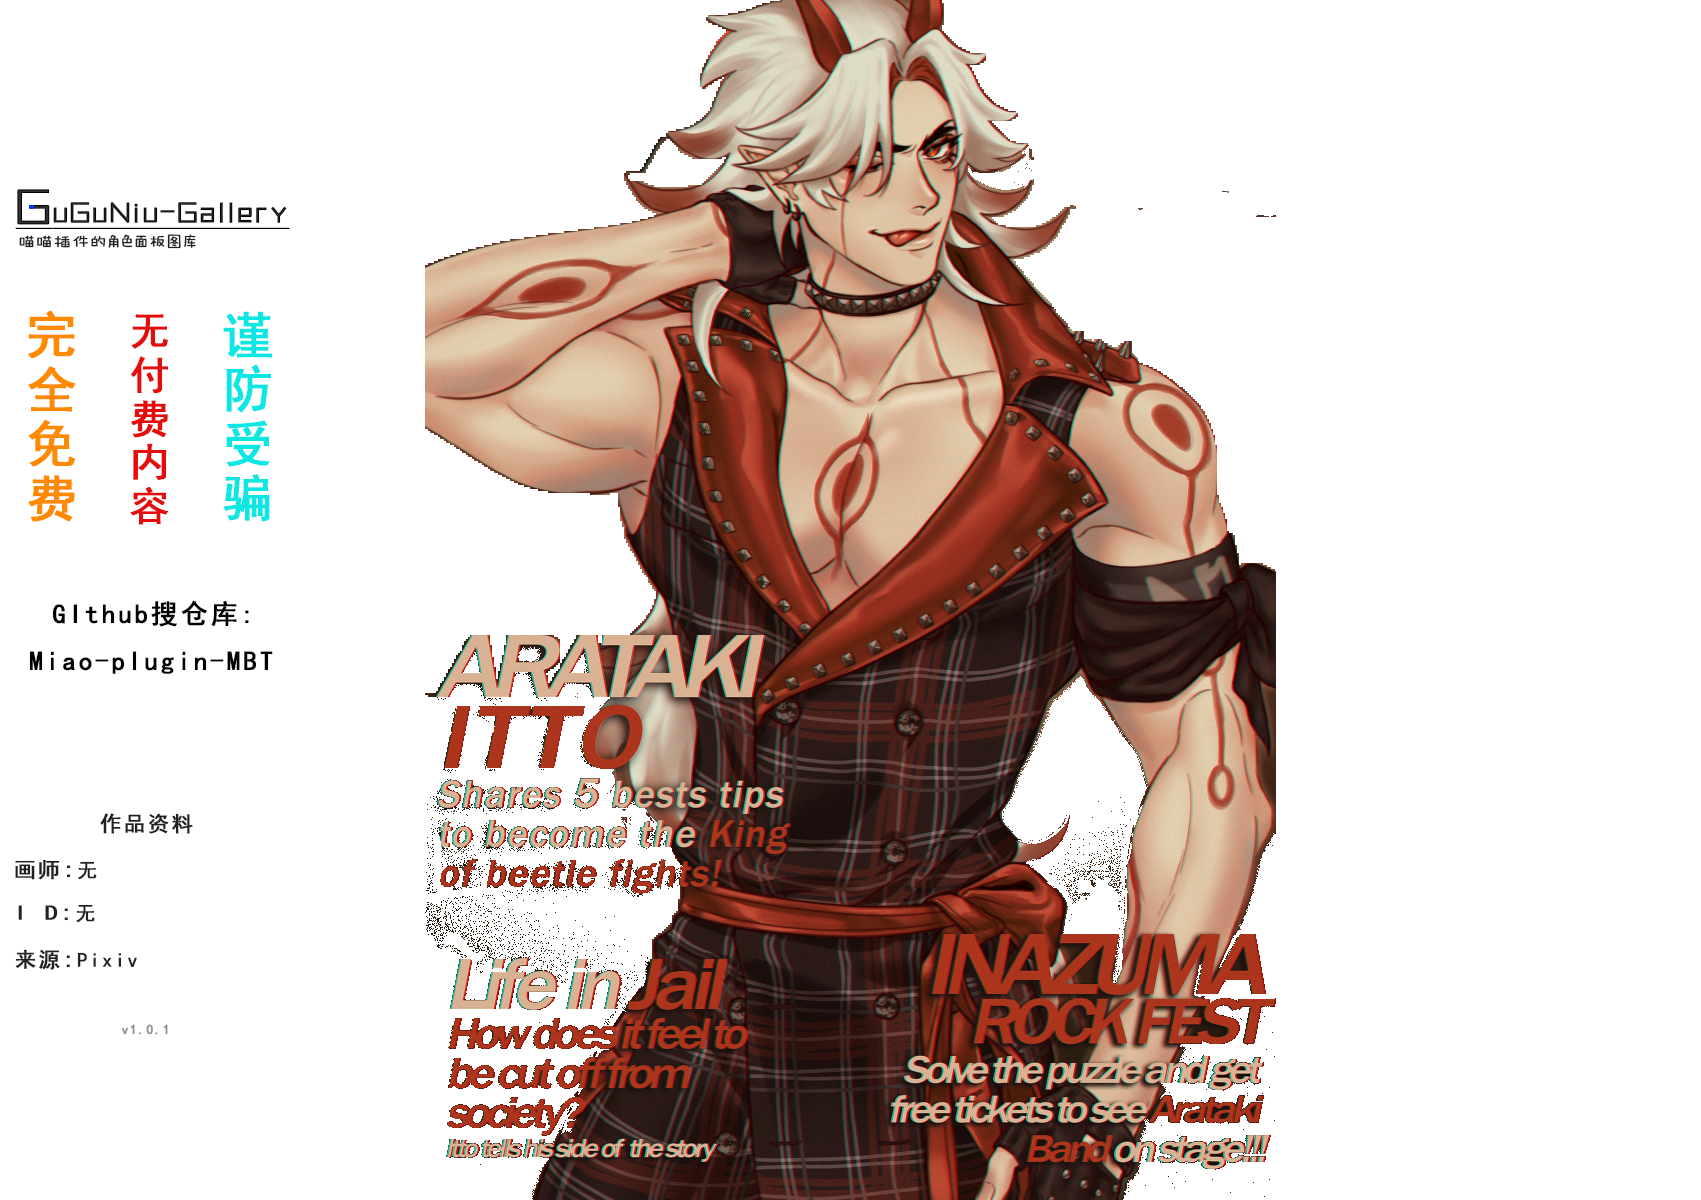 GuGuNiu-Gallery
喵喵插件的角色面板图库
完全免费
无付费内容
谨防受骗
GIthub搜仓库:
Miao-plugin-MBT
作品资料
画师:无
I D:无
来源:Pixiv
v1.0.1
ARATAKI
ITTO
Shares 5 bests tips
to become the King
of beetle fights!
Life in Jail
How does it feel to
be cut off from
society?
Itto tells his side of the story
INAZUMA
ROCK FEST
Solve the puzzle and get
free tickets to see Arataki
Band on stage!!!